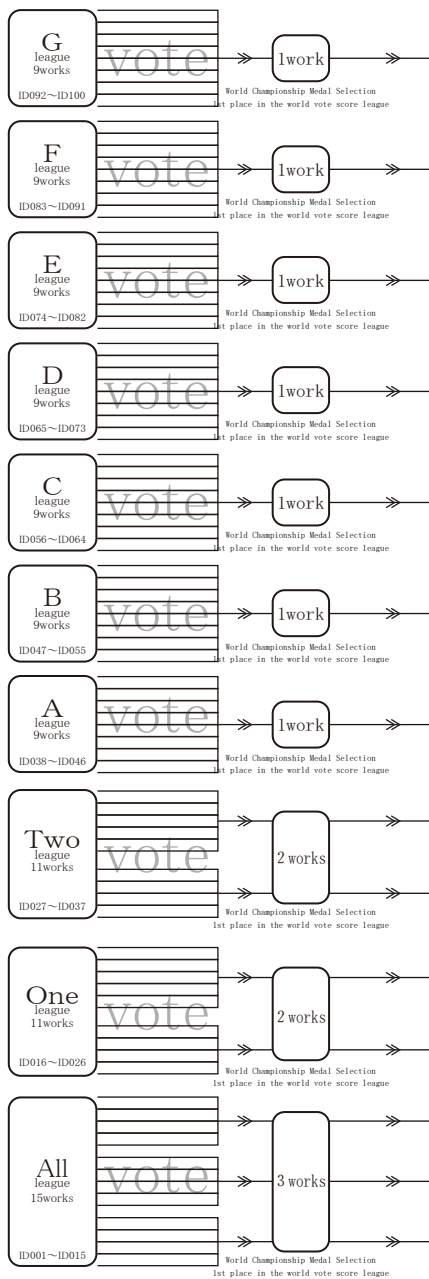 G
league
9works
ID092～ID100
vote
1work
World Championship Medal Selection
1st place in the world vote score league
F
league
9works
ID083～ID091
vote
1work
World Championship Medal Selection
1st place in the world vote score league
E
league
9works
ID074～ID082
vote
1work
World Championship Medal Selection
1st place in the world vote score league
D
league
9works
ID065～ID073
vote
1work
World Championship Medal Selection
1st place in the world vote score league
C
league
9works
ID056～ID064
vote
1work
World Championship Medal Selection
1st place in the world vote score league
B
league
9works
ID047～ID055
vote
1work
World Championship Medal Selection
1st place in the world vote score league
A
league
9works
ID038～ID046
vote
1work
World Championship Medal Selection
1st place in the world vote score league
Two
league
11works
ID027～ID037
vote
2 works
World Championship Medal Selection
1st place in the world vote score league
One
league
11works
ID016～ID026
vote
2 works
World Championship Medal Selection
1st place in the world vote score league
All
league
15works
ID001～ID015
vote
3 works
World Championship Medal Selection
1st place in the world vote score league